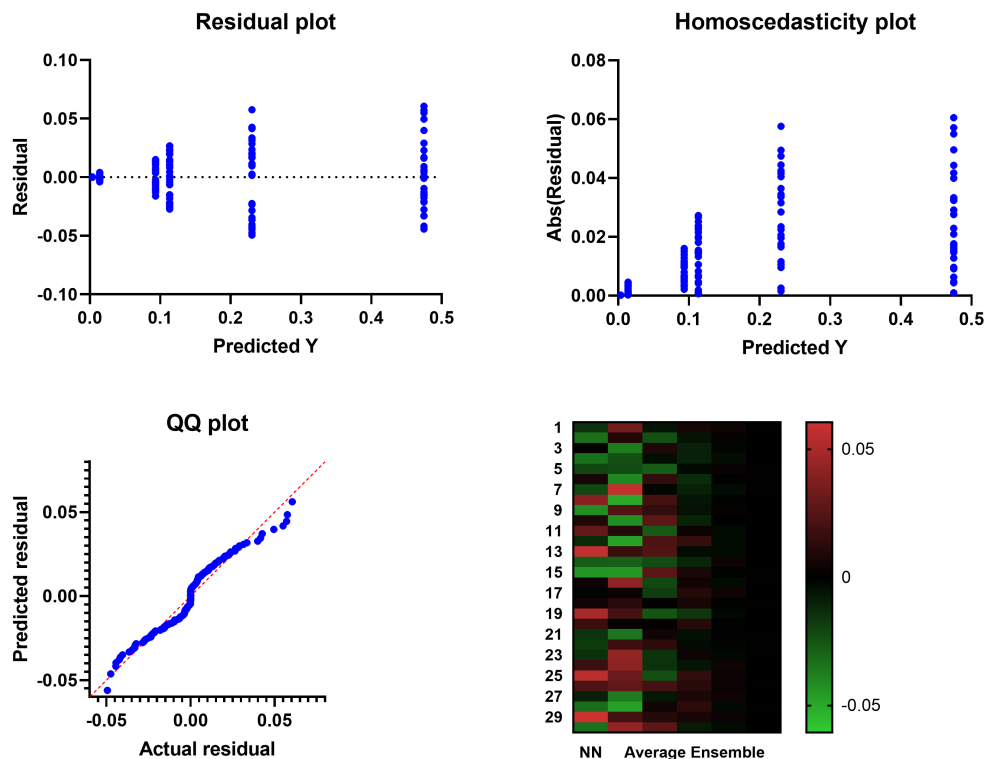 Residual plot
0.10
0.05
0.00
-0.05
-0.10
Residual
0.0 0.1 0.2 0.3 0.4 0.5
Predicted Y
Homoscedasticity plot
0.08
0.06
0.04
0.02
0.00
Abs(Residual)
0.0 0.1 0.2 0.3 0.4 0.5
Predicted Y
QQ plot
0.05
0.00
-0.05
Predicted residual
-0.05 0.00 0.05
Actual residual
1
3
5
7
9
11
13
15
17
19
21
23
25
27
29
NN Average Ensemble
0.05
0
-0.05